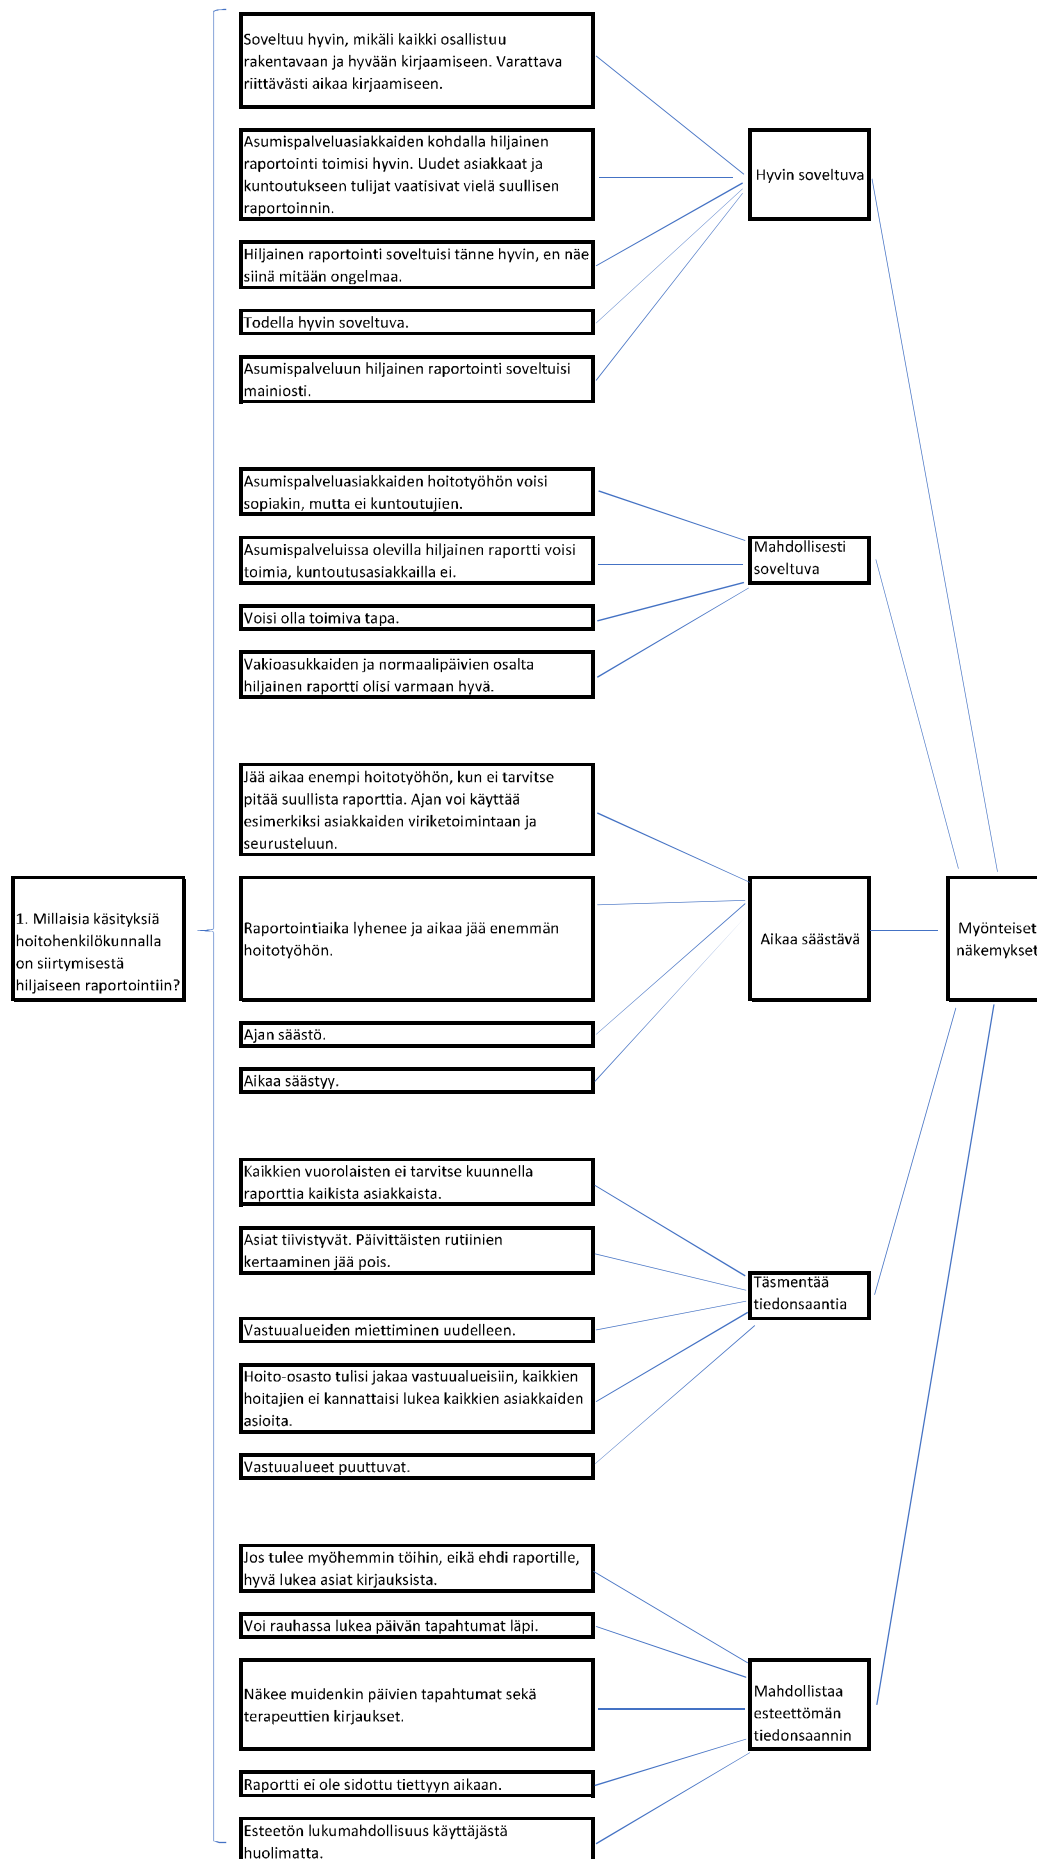 Soveltuu hyvin, mikäli kaikki osallistuu
rakentavaan ja hyvään kirjaamiseen. Varattava
riittävästi aikaa kirjaamiseen.
Asumispalveluasiakkaiden kohdalla hiljainen
raportointi toimisi hyvin. Uudet asiakkaat ja
kuntoutukseen tulijat vaatisivat vielä suullisen
raportoinnin.
Hyvin soveltuva
Hiljainen raportointi soveltuisi tänne hyvin, en näe
siinä mitään ongelmaa.
Todella hyvin soveltuva.
Asumispalveluun hiljainen raportointi soveltuisi
mainiosti.
Asumispalveluasiakkaiden hoitotyöhön voisi
sopiakin, mutta ei kuntoutujien.
Asumispalveluissa olevilla hiljainen raportti voisi
toimia, kuntoutusasiakkailla ei.
Mahdollisesti
soveltuva
Voisi olla toimiva tapa.
Vakioasukkaiden ja normaalipäivien osalta
hiljainen raportti olisi varmaan hyvä.
Jää aikaa enempi hoitotyöhön, kun ei tarvitse
pitää suullista raporttia. Ajan voi käyttää
esimerkiksi asiakkaiden viriketoimintaan ja
seurusteluun.
1. Millaisia käsityksiä
hoitohenkilökunnalla
on siirtymisestä
hiljaiseen raportointiin?
Raportointiaika lyhenee ja aikaa jää enemmän
hoitotyöhön.
Aikaa säästävä
Myönteiset
näkemykset
Ajan säästö.
Aikaa säästyy.
Kaikkien vuorolaisten ei tarvitse kuunnella
raporttia kaikista asiakkaista.
Asiat tiivistyvät. Päivittäisten rutiinien
kertaaminen jää pois.
Täsmentää
tiedonsaantia
Vastuualueiden miettiminen uudelleen.
Hoito-osasto tulisi jakaa vastuualueisiin, kaikkien
hoitajien ei kannattaisi lukea kaikkien asiakkaiden
asioita.
Vastuualueet puuttuvat.
Jos tulee myöhemmin töihin, eikä ehdi raportille,
hyvä lukea asiat kirjauksista.
Voi rauhassa lukea päivän tapahtumat läpi.
Näkee muidenkin päivien tapahtumat sekä
terapeuttien kirjaukset.
Mahdollistaa
esteettömän
tiedonsaannin
Raportti ei ole sidottu tiettyyn aikaan.
Esteetön lukumahdollisuus käyttäjästä
huolimatta.